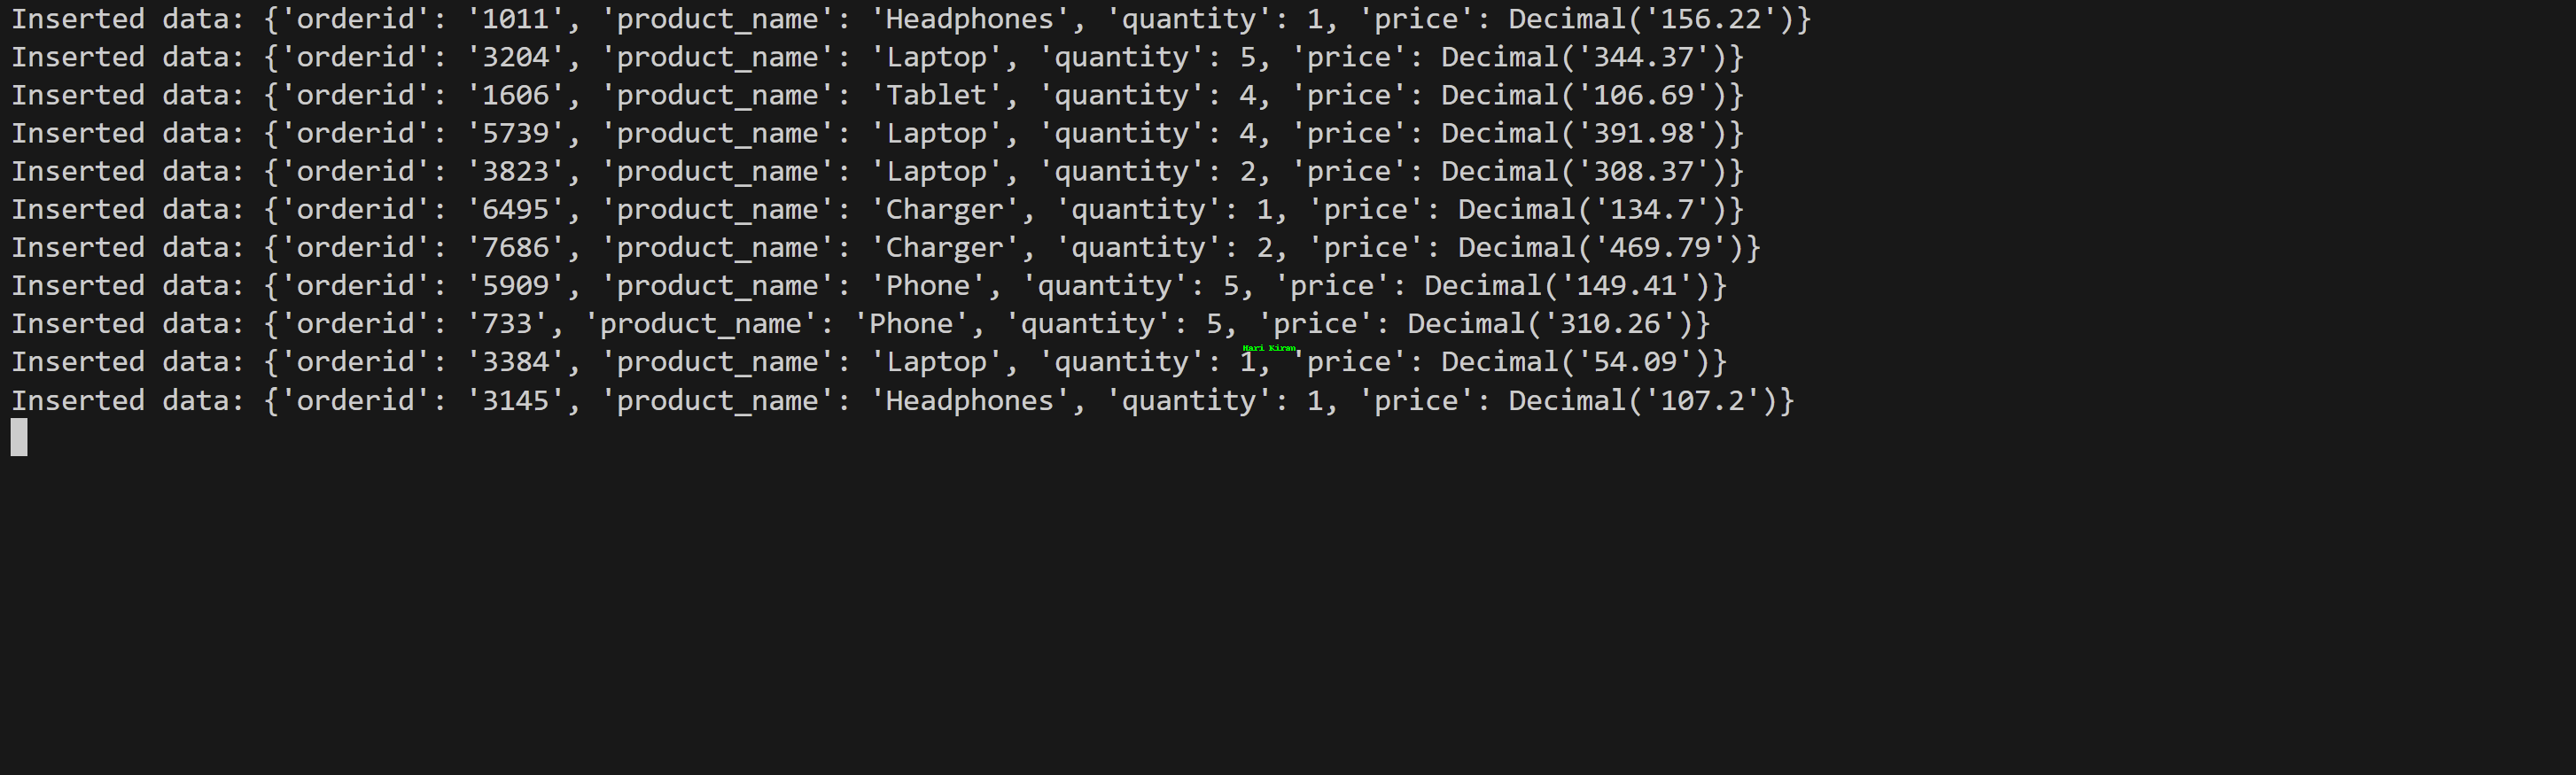 Inserted data: {'orderid': '1011', 'product_name': 'Headphones', 'quantity': 1, 'price': Decimal('156.22')}
Inserted data: {'orderid': '3204', 'product_name': 'Laptop', 'quantity': 5, 'price': Decimal('344.37')}
Inserted data: {'orderid': '1606', 'product_name': 'Tablet', 'quantity': 4, 'price': Decimal('106.69')}
Inserted data: {'orderid': '5739', 'product_name': 'Laptop', 'quantity': 4, 'price': Decimal('391.98')}
Inserted data: {'orderid': '3823', 'product_name': 'Laptop', 'quantity': 2, 'price': Decimal('308.37')}
Inserted data: {'orderid': '6495', 'product_name': 'Charger', 'quantity': 1, 'price': Decimal('134.7')}
Inserted data: {'orderid': '7686', 'product_name': 'Charger', 'quantity': 2, 'price': Decimal('469.79')}
Inserted data: {'orderid': '5909', 'product_name': 'Phone', 'quantity': 5, 'price': Decimal('149.41')}
Inserted data: {'orderid': '733', 'product_name': 'Phone', 'quantity': 5, 'price': Decimal('310.26')}
Inserted data: {'orderid': '3384', 'product_name': 'Laptop', 'quantity': 1, 'price': Decimal('54.09')}
Inserted data: {'orderid': '3145', 'product_name': 'Headphones', 'quantity': 1, 'price': Decimal('107.2')}